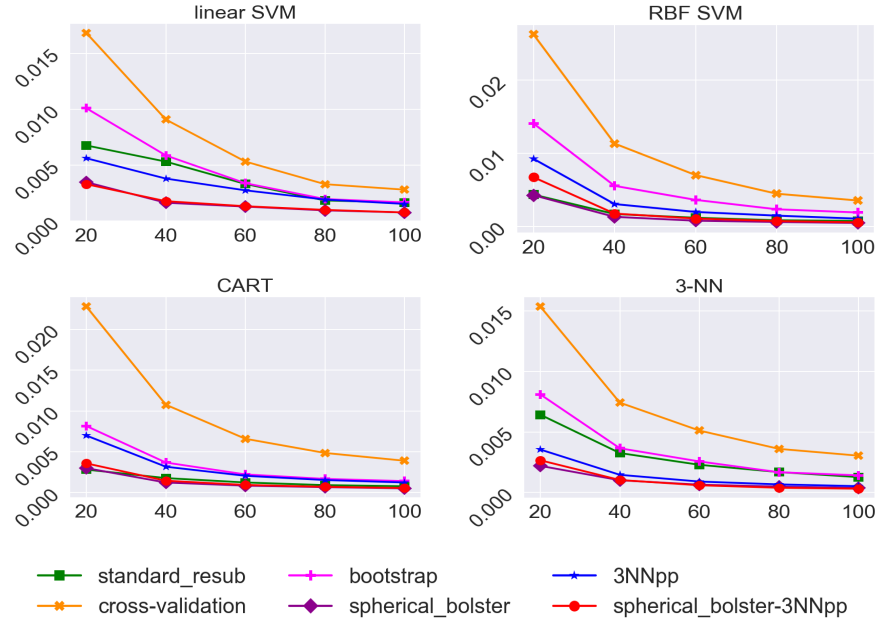 linear SVM
0.015
0.010
0.005
0.000
20 40 60 80 100
RBF SVM
0.02
0.01
0.00
20 40 60 80 100
CART
0.020
0.015
0.010
0.005
0.000
20 40 60 80 100
3-NN
0.015
0.010
0.005
0.000
20 40 60 80 100
standard_resub bootstrap 3NNpp
cross-validation spherical_bolster spherical_bolster-3NNpp